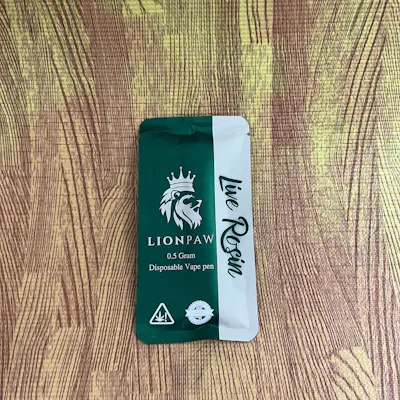 LIONPAW
0.5 Gram
Disposable Vape pen
Live Rosin